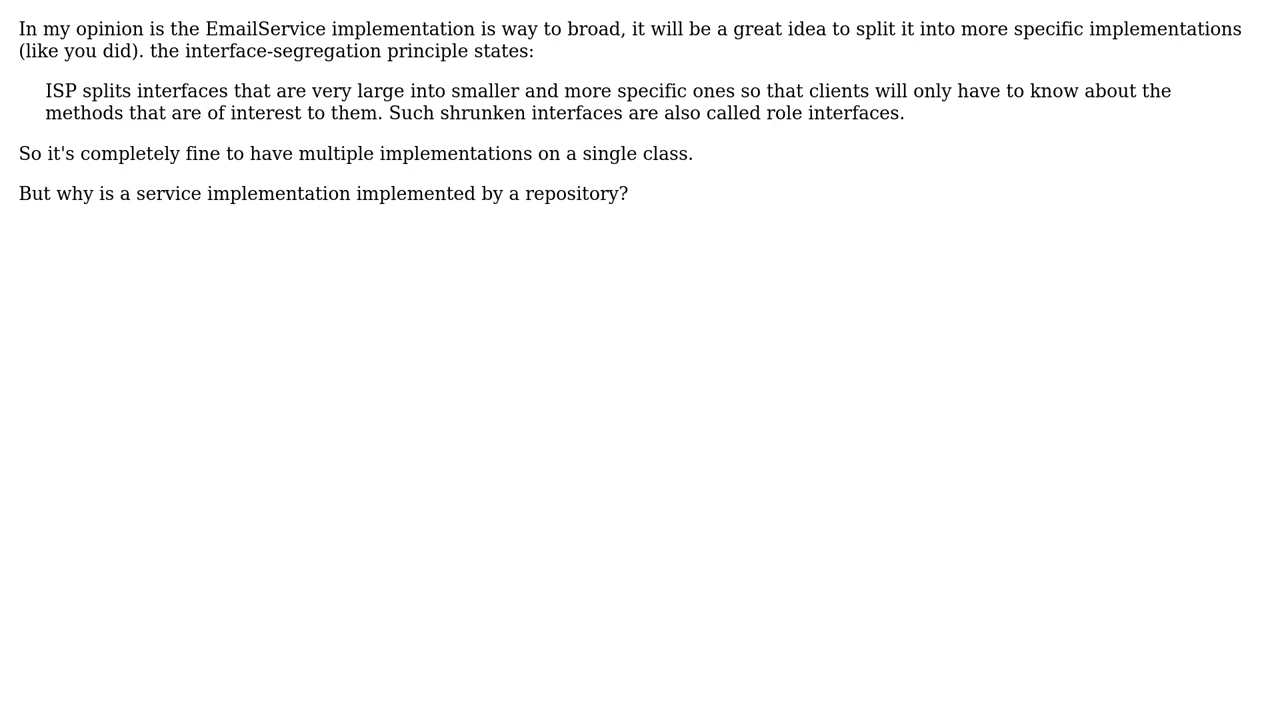 In my opinion is the EmailService implementation is way to broad, it will be a great idea to split it into more specific implementations
(like you did). the interface-segregation principle states:
ISP splits interfaces that are very large into smaller and more specific ones so that clients will only have to know about the
methods that are of interest to them. Such shrunken interfaces are also called role interfaces.
So it's completely fine to have multiple implementations on a single class.
But why is a service implementation implemented by a repository?